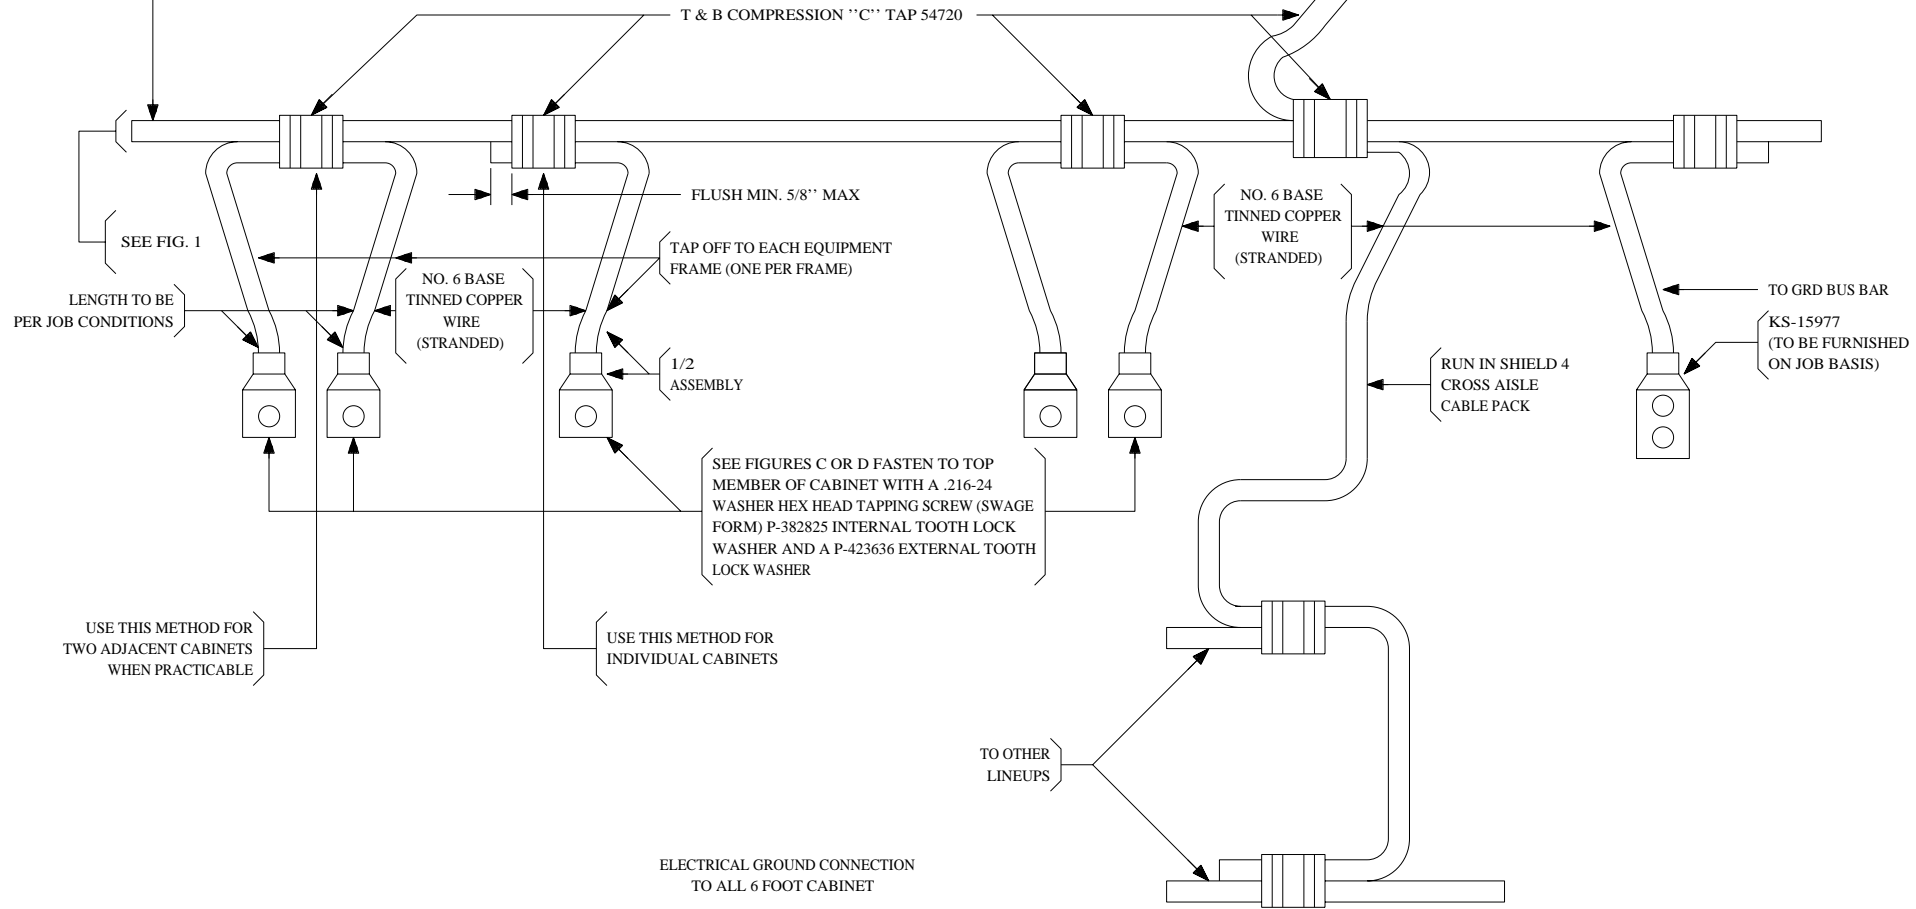 T & B COMPRESSION ’’C’’ TAP 54720
FLUSH MIN. 5/8’’ MAX
SEE FIG. 1
TAP OFF TO EACH EQUIPMENT
FRAME (ONE PER FRAME)
NO. 6 BASE
TINNED COPPER
WIRE
(STRANDED)
LENGTH TO BE
PER JOB CONDITIONS
NO. 6 BASE
TINNED COPPER
WIRE
(STRANDED)
TO GRD BUS BAR
KS-15977
(TO BE FURNISHED
ON JOB BASIS)
1/2
ASSEMBLY
RUN IN SHIELD 4
CROSS AISLE
CABLE PACK
SEE FIGURES C OR D FASTEN TO TOP
MEMBER OF CABINET WITH A .216-24
WASHER HEX HEAD TAPPING SCREW (SWAGE
FORM) P-382825 INTERNAL TOOTH LOCK
WASHER AND A P-423636 EXTERNAL TOOTH
LOCK WASHER
USE THIS METHOD FOR
TWO ADJACENT CABINETS
WHEN PRACTICABLE
USE THIS METHOD FOR
INDIVIDUAL CABINETS
TO OTHER
LINEUPS
ELECTRICAL GROUND CONNECTION
TO ALL 6 FOOT CABINET